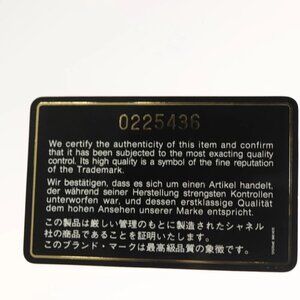 0225436
We certify the authenticity of this item and confirm
that it has been subjected to the most exacting quality
control. Its high quality is a symbol of the fine reputation
of the Trademark.
Wir bestätigen, dass es sich um einen Artikel handelt,
der während seiner Herstellung strengsten Kontrollen
unterworfen war, und dessen erstklassige Qualität
dem hohen Ansehen unserer Marke entspricht.
この製品は厳しい管理のもとに製造されたシャネル
社の商品であることを証明いたします。
このブランド・マークは最高級品質の象徴です。